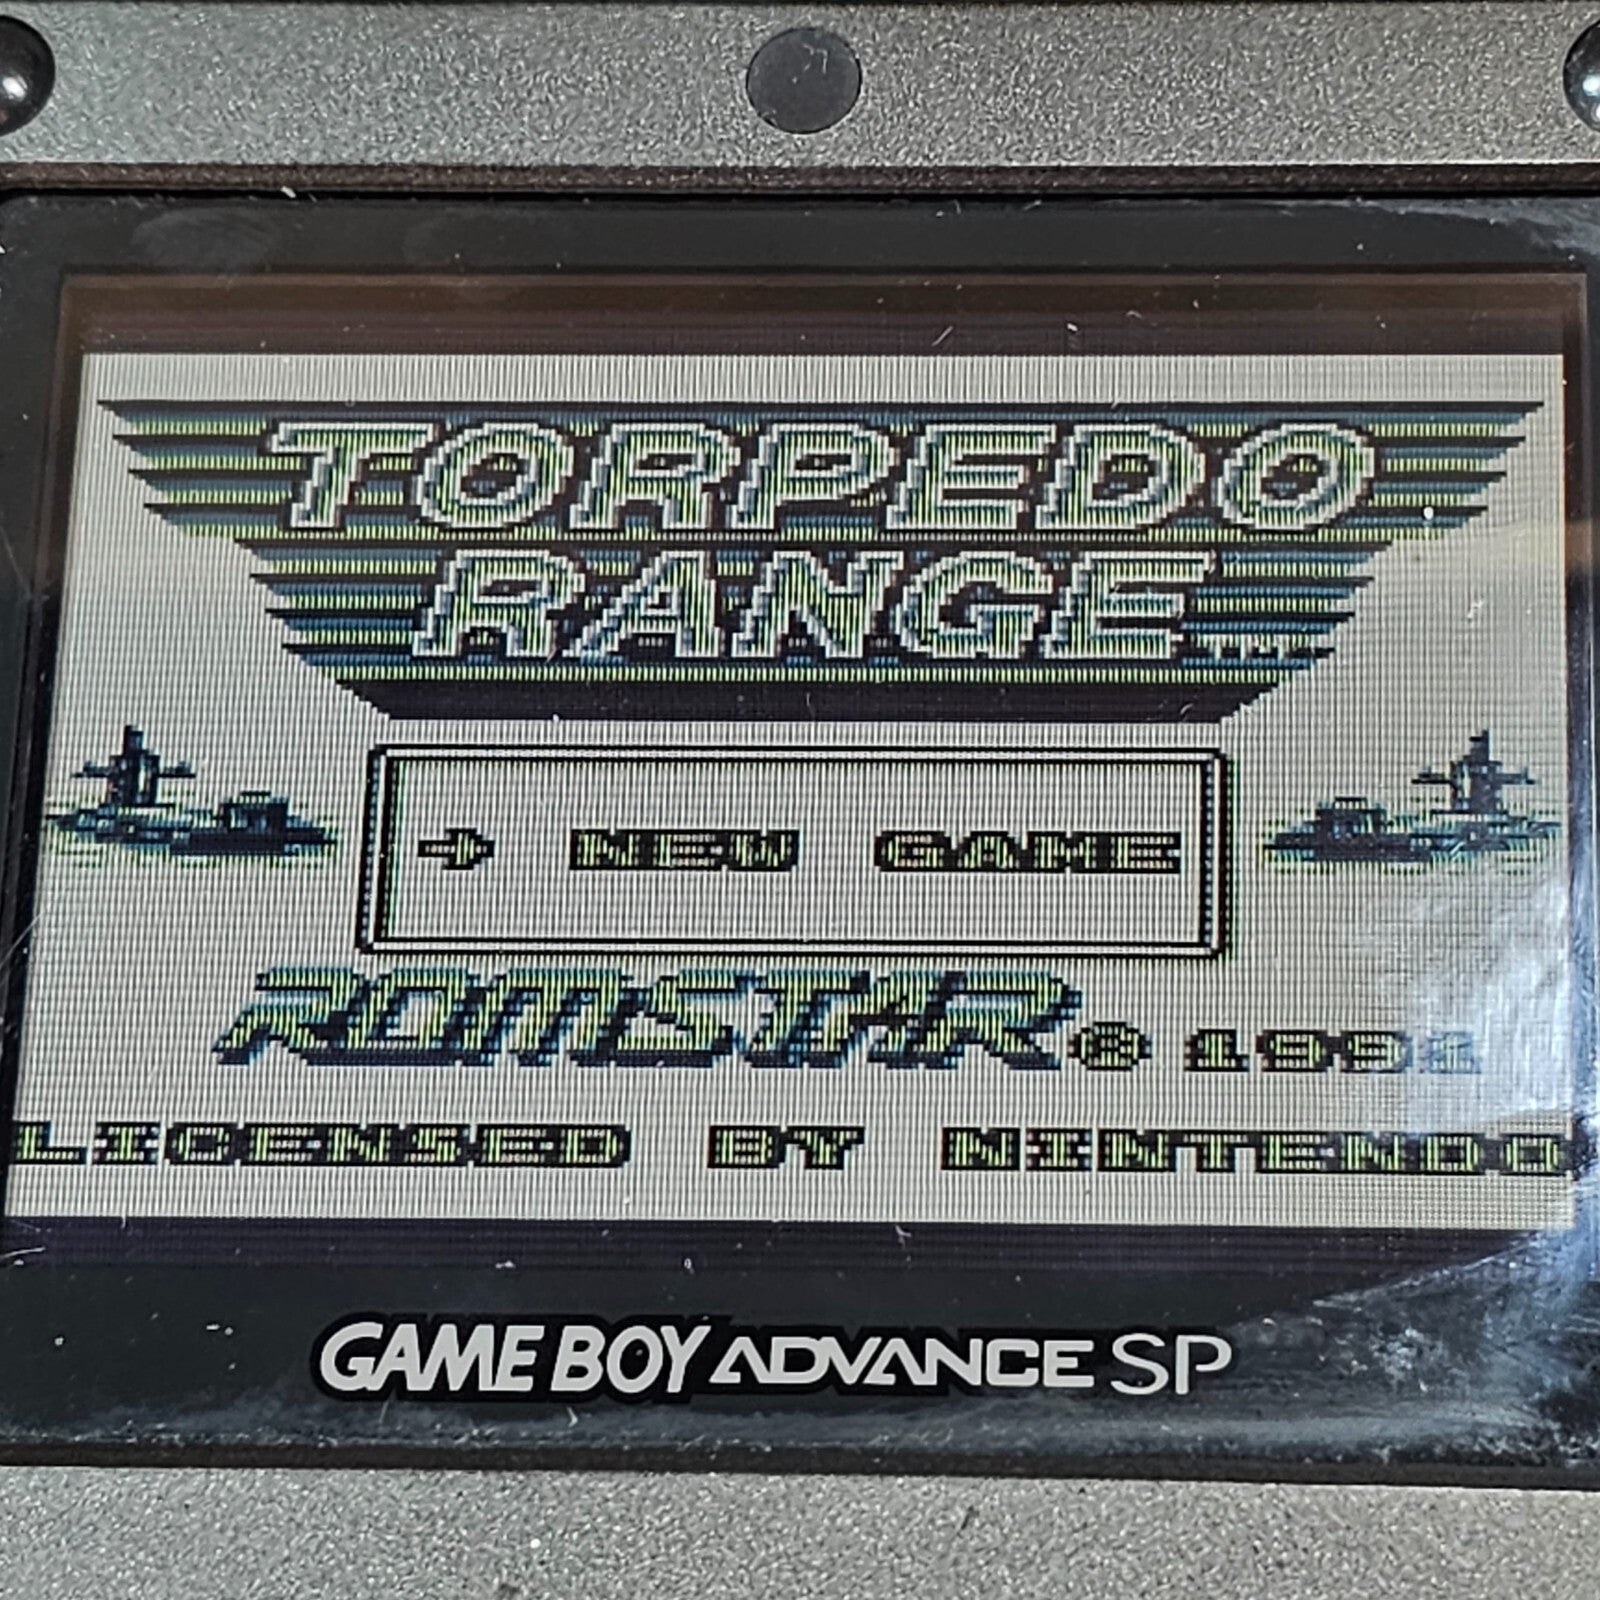 TORPEDO
RANGE
→ NEW GAME
ROMSTAR® 1991
LICENSED BY NINTENDO
GAME BOY ADVANCE SP